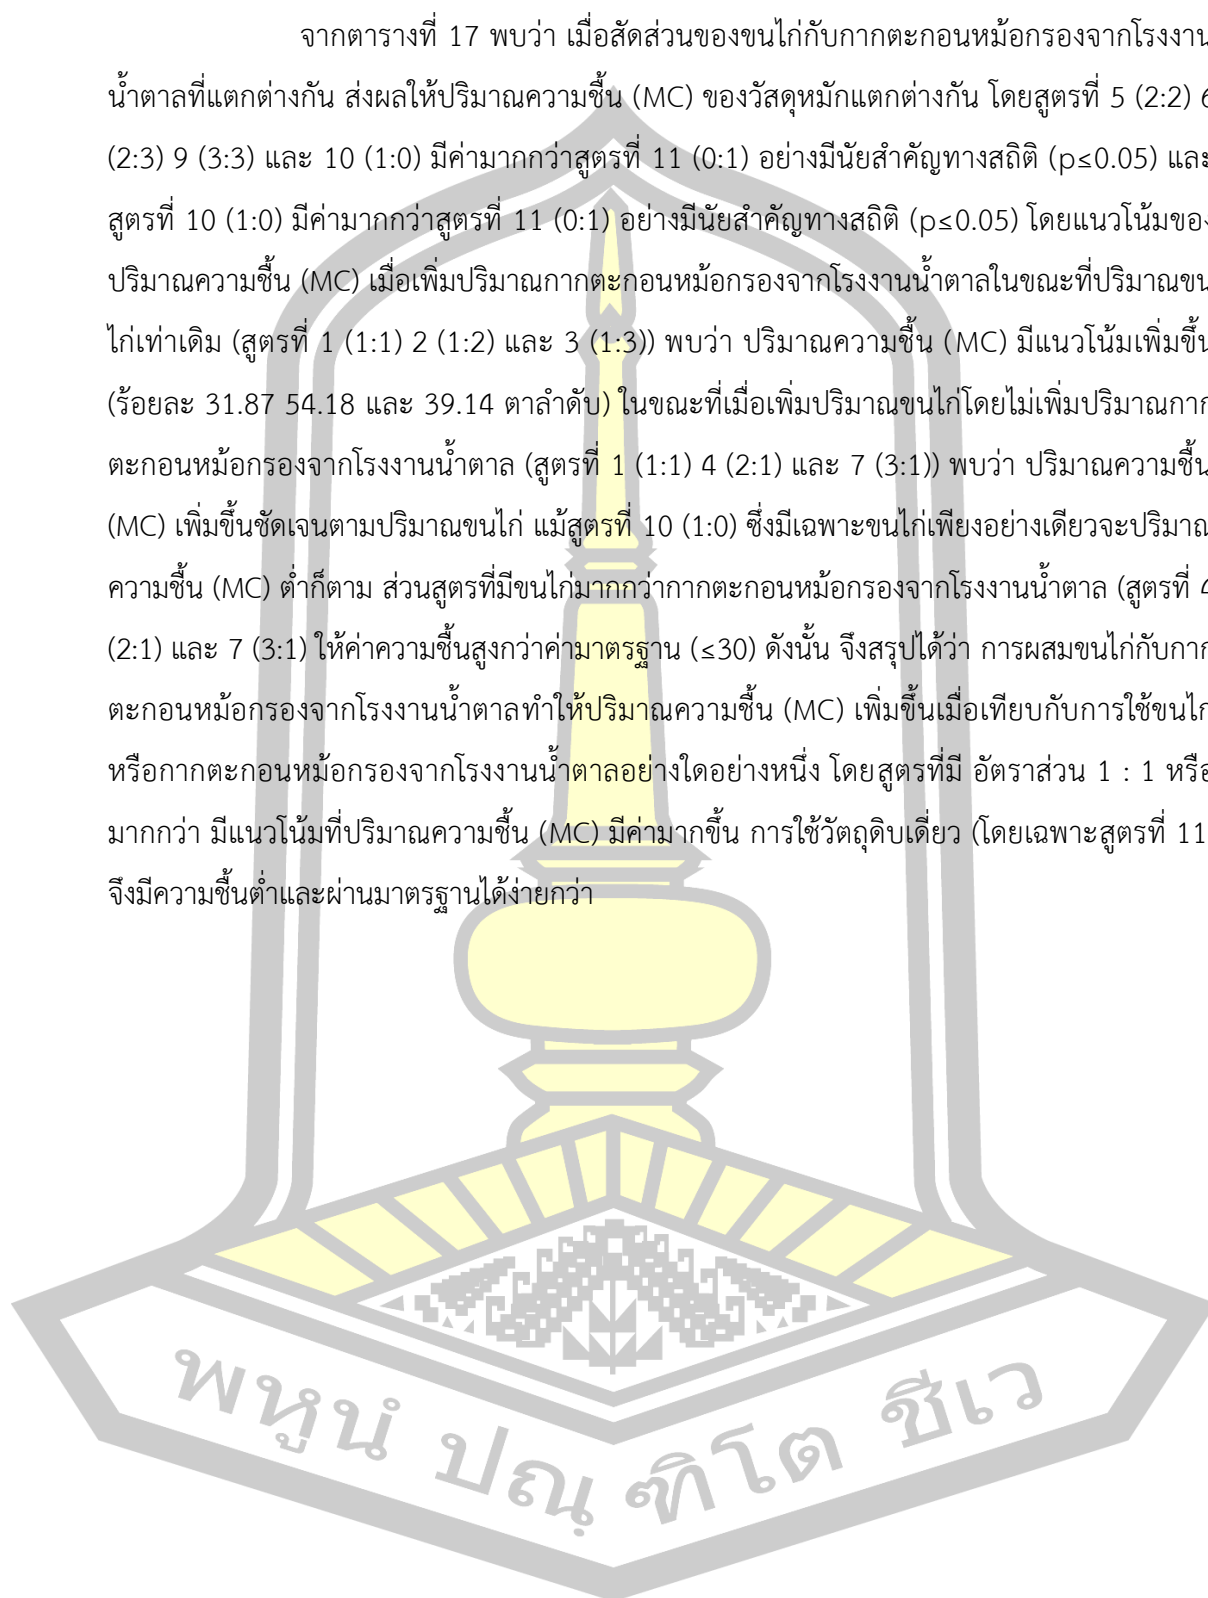 จากตารางที่ 17 พบว่า เมื่อสัดส่วนของขนไก่กับกากตะกอนหม้อกรองจากโรงงาน
น้ำตาลที่แตกต่างกัน ส่งผลให้ปริมาณความชื้น (MC) ของวัสดุหมักแตกต่างกัน โดยสูตรที่ 5 (2:2) 6
(2:3) 9 (3:3) และ 10 (1:0) มีค่ามากกว่าสูตรที่ 11 (0:1) อย่างมีนัยสำคัญทางสถิติ (p≤0.05) และ
สูตรที่ 10 (1:0) มีค่ามากกว่าสูตรที่ 11 (0:1) อย่างมีนัยสำคัญทางสถิติ (p≤0.05) โดยแนวโน้มของ
ปริมาณความชื้น (MC) เมื่อเพิ่มปริมาณกากตะกอนหม้อกรองจากโรงงานน้ำตาลในขณะที่ปริมาณขน
ไก่เท่าเดิม (สูตรที่ 1 (1:1) 2 (1:2) และ 3 (1:3)) พบว่า ปริมาณความชื้น (MC) มีแนวโน้มเพิ่มขึ้น
(ร้อยละ 31.87 54.18 และ 39.14 ตาลำดับ) ในขณะที่เมื่อเพิ่มปริมาณขนไก่โดยไม่เพิ่มปริมาณกาก
ตะกอนหม้อกรองจากโรงงานน้ำตาล (สูตรที่ 1 (1:1) 4 (2:1) และ 7 (3:1)) พบว่า ปริมาณความชื้น
(MC) เพิ่มขึ้นชัดเจนตามปริมาณขนไก่ แม้สูตรที่ 10 (1:0) ซึ่งมีเฉพาะขนไก่เพียงอย่างเดียวจะปริมาณ
ความชื้น (MC) ต่ำก็ตาม ส่วนสูตรที่มีขนไก่มากกว่ากากตะกอนหม้อกรองจากโรงงานน้ำตาล (สูตรที่ 4
(2:1) และ 7 (3:1) ให้ค่าความชื้นสูงกว่าค่ามาตรฐาน (≤30) ดังนั้น จึงสรุปได้ว่า การผสมขนไก่กับกาก
ตะกอนหม้อกรองจากโรงงานน้ำตาลทำให้ปริมาณความชื้น (MC) เพิ่มขึ้นเมื่อเทียบกับการใช้ขนไก่
หรือกากตะกอนหม้อกรองจากโรงงานน้ำตาลอย่างใดอย่างหนึ่ง โดยสูตรที่มี อัตราส่วน 1 : 1 หรือ
มากกว่า มีแนวโน้มที่ปริมาณความชื้น (MC) มีค่ามากขึ้น การใช้วัตถุดิบเดี่ยว (โดยเฉพาะสูตรที่ 11
จึงมีความชื้นต่ำและผ่านมาตรฐานได้ง่ายกว่า
พหูนํ ปณฺฑิโต ชีเว